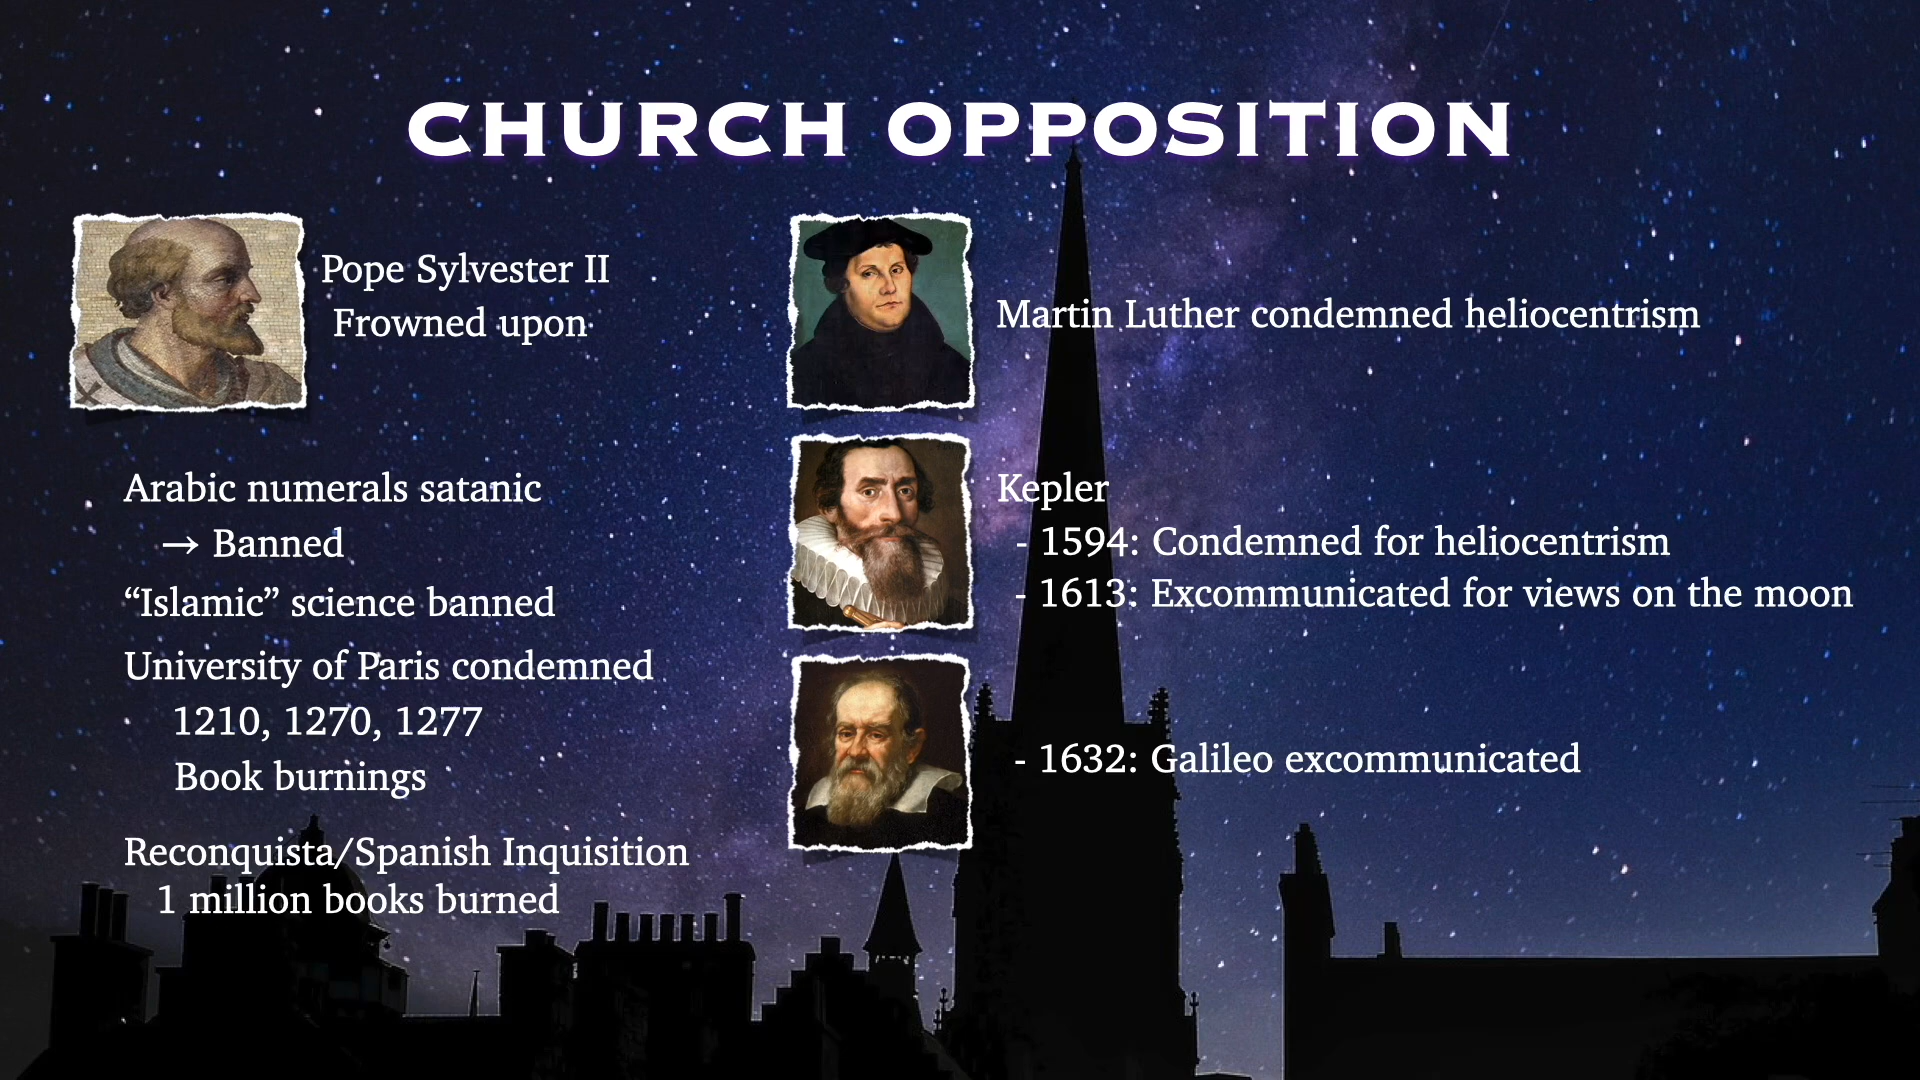 CHURCH OPPOSITION
Pope Sylvester II
Frowned upon
Arabic numerals satanic
→ Banned
“Islamic” science banned
University of Paris condemned
1210, 1270, 1277
Book burnings
Reconquista/Spanish Inquisition
1 million books burned
Martin Luther condemned heliocentrism
Kepler
- 1594: Condemned for heliocentrism
- 1613: Excommunicated for views on the moon
- 1632: Galileo excommunicated